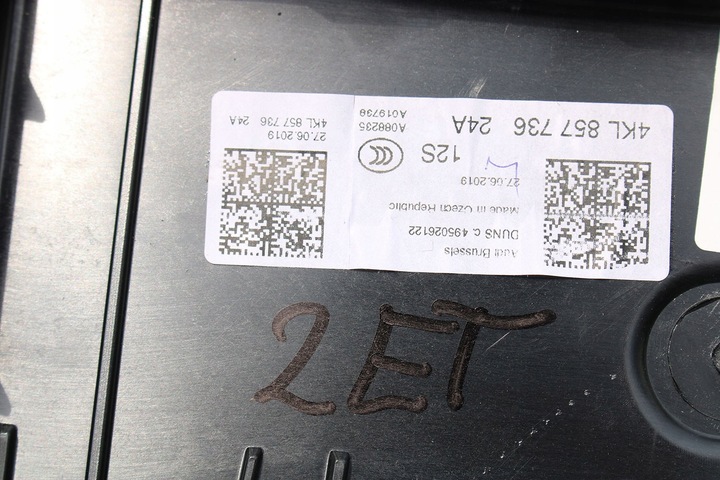 Audi Brussels
DUNS č. 495026122
Made in Czech Republic
27.06.2019
12S
4KL 857 736 24A
A088235
A019736
27.06.2019
4KL 857 736 24A
2ET